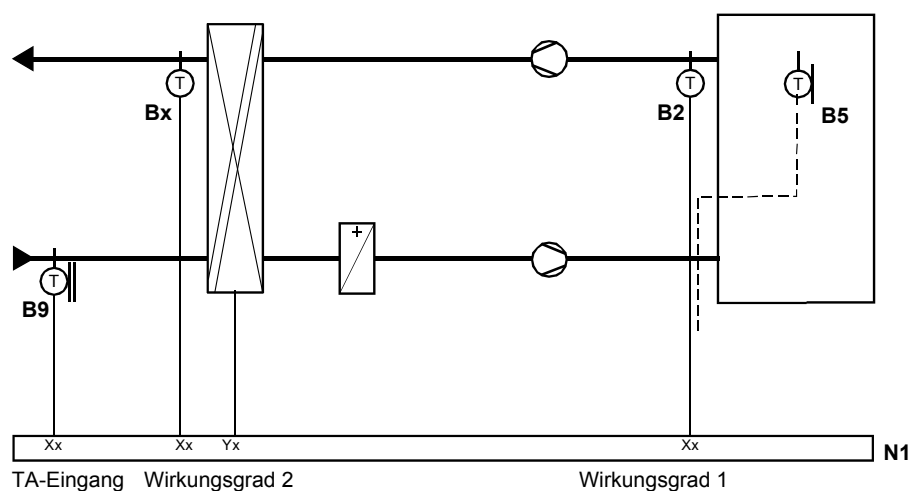 T
T
T
T
Bx
B2
B5
+
B9
Xx Xx Yx Xx
N1
TA-Eingang Wirkungsgrad 2 Wirkungsgrad 1